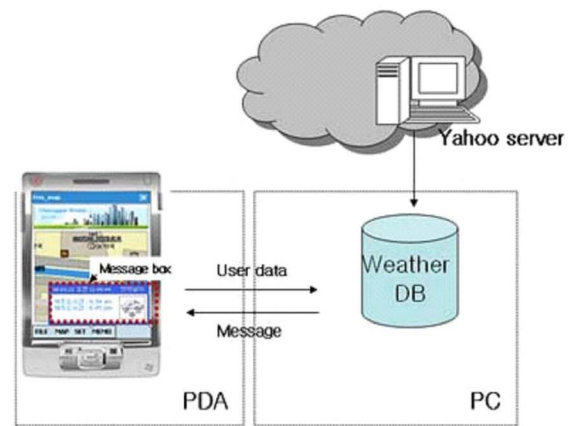 Yahoo server
Weather
DB
Message box
User data
Message
FILE MAP SET MEMO
PDA
PC